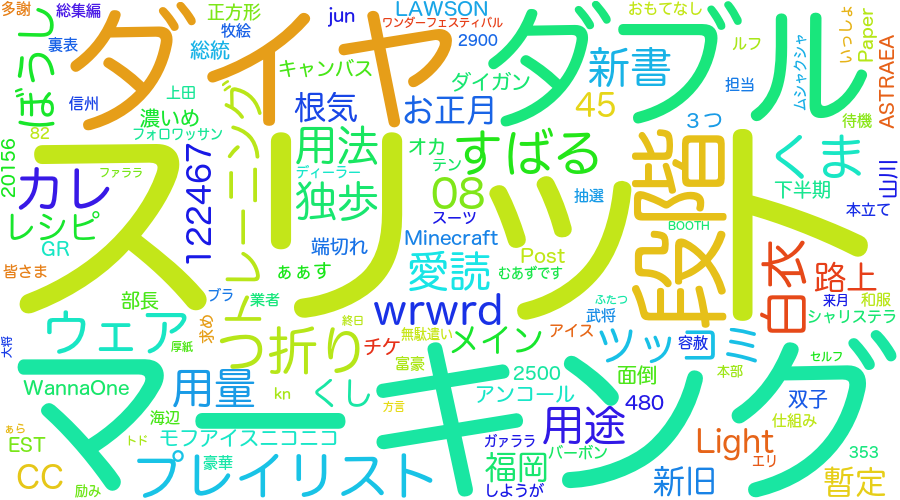 多謝
総集編
正方形
jun
LAWSON
ワンダーフェスティバル
おもてなし
いっしょ
Paper
裏表
牧絵
総統
2900
ルフ
ムシャクシャ
ASTRAEA
ぼうし
ダイヤ
ダブル
キャンバス
ダイガン
新書
担当
信州
上田
濃いめ
根気
お正月
45
3つ
待機
82
フォロワッサン
20156
ファララ
122467
トレーニング
用法
オカ
テン
すばる
段階
くま
山川
カレ
スリット
ディーラー
独歩
08
抽選
下半期
レシピ
スーツ
本立て
GR
端切れ
Minecraft
BOOTH
白衣
皆さま
ぁぁす
愛読
Post
むあずです
路上
部長
ブラ
業者
wrwrd
ふたつ
来月
和服
武将
シャリステラ
ウェア
求め
終日
無駄遣い
アイス
ツッコミ
容赦
大将
厚紙
つ折り
チケ
メイン
セルフ
マーキング
富豪
本部
WannaOne
用量
kn
くし
2500
面倒
アンコール
480
双子
方言
海辺
用途
仕組み
ぁら
EST
トド
モフアイスニコニコ
ガァララ
バーボン
Light
353
エリ
CC
プレイリスト
豪華
福岡
新旧
暫定
励み
しようが